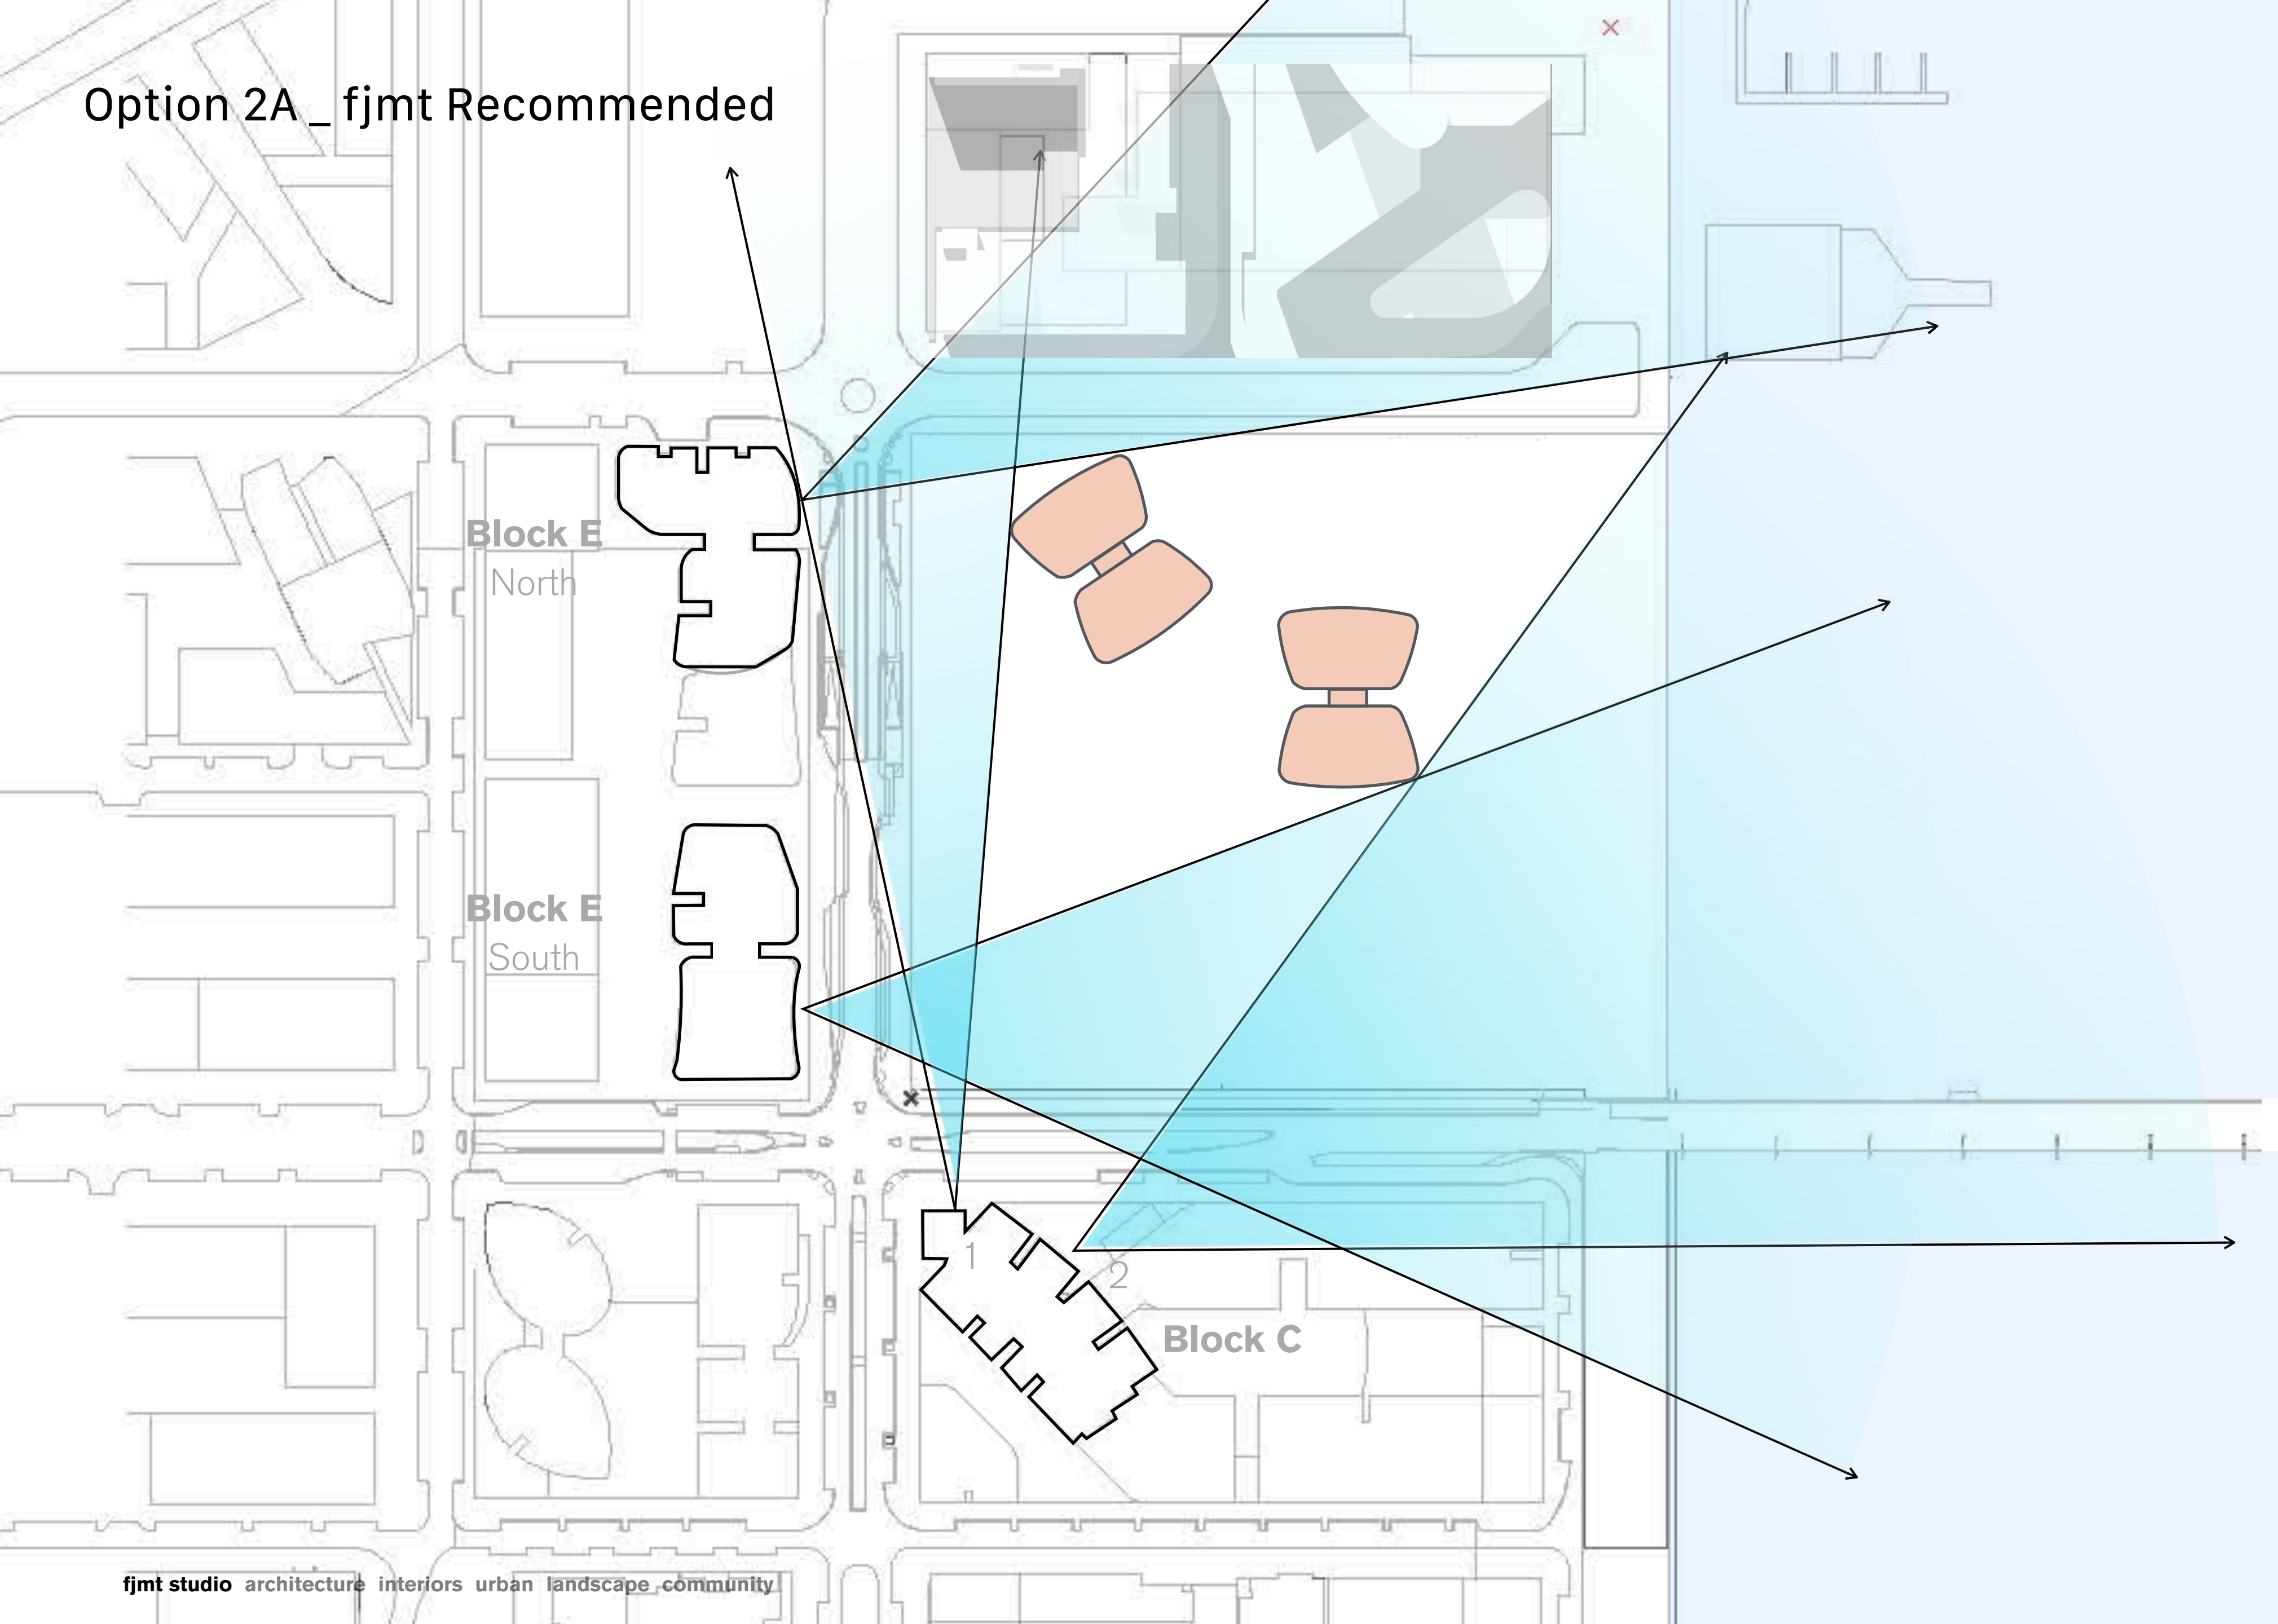 Option 2A _ fjmt Recommended
Block E
North
Block E
South
1
2
Block C
fjmt studio architecture interiors urban landscape community